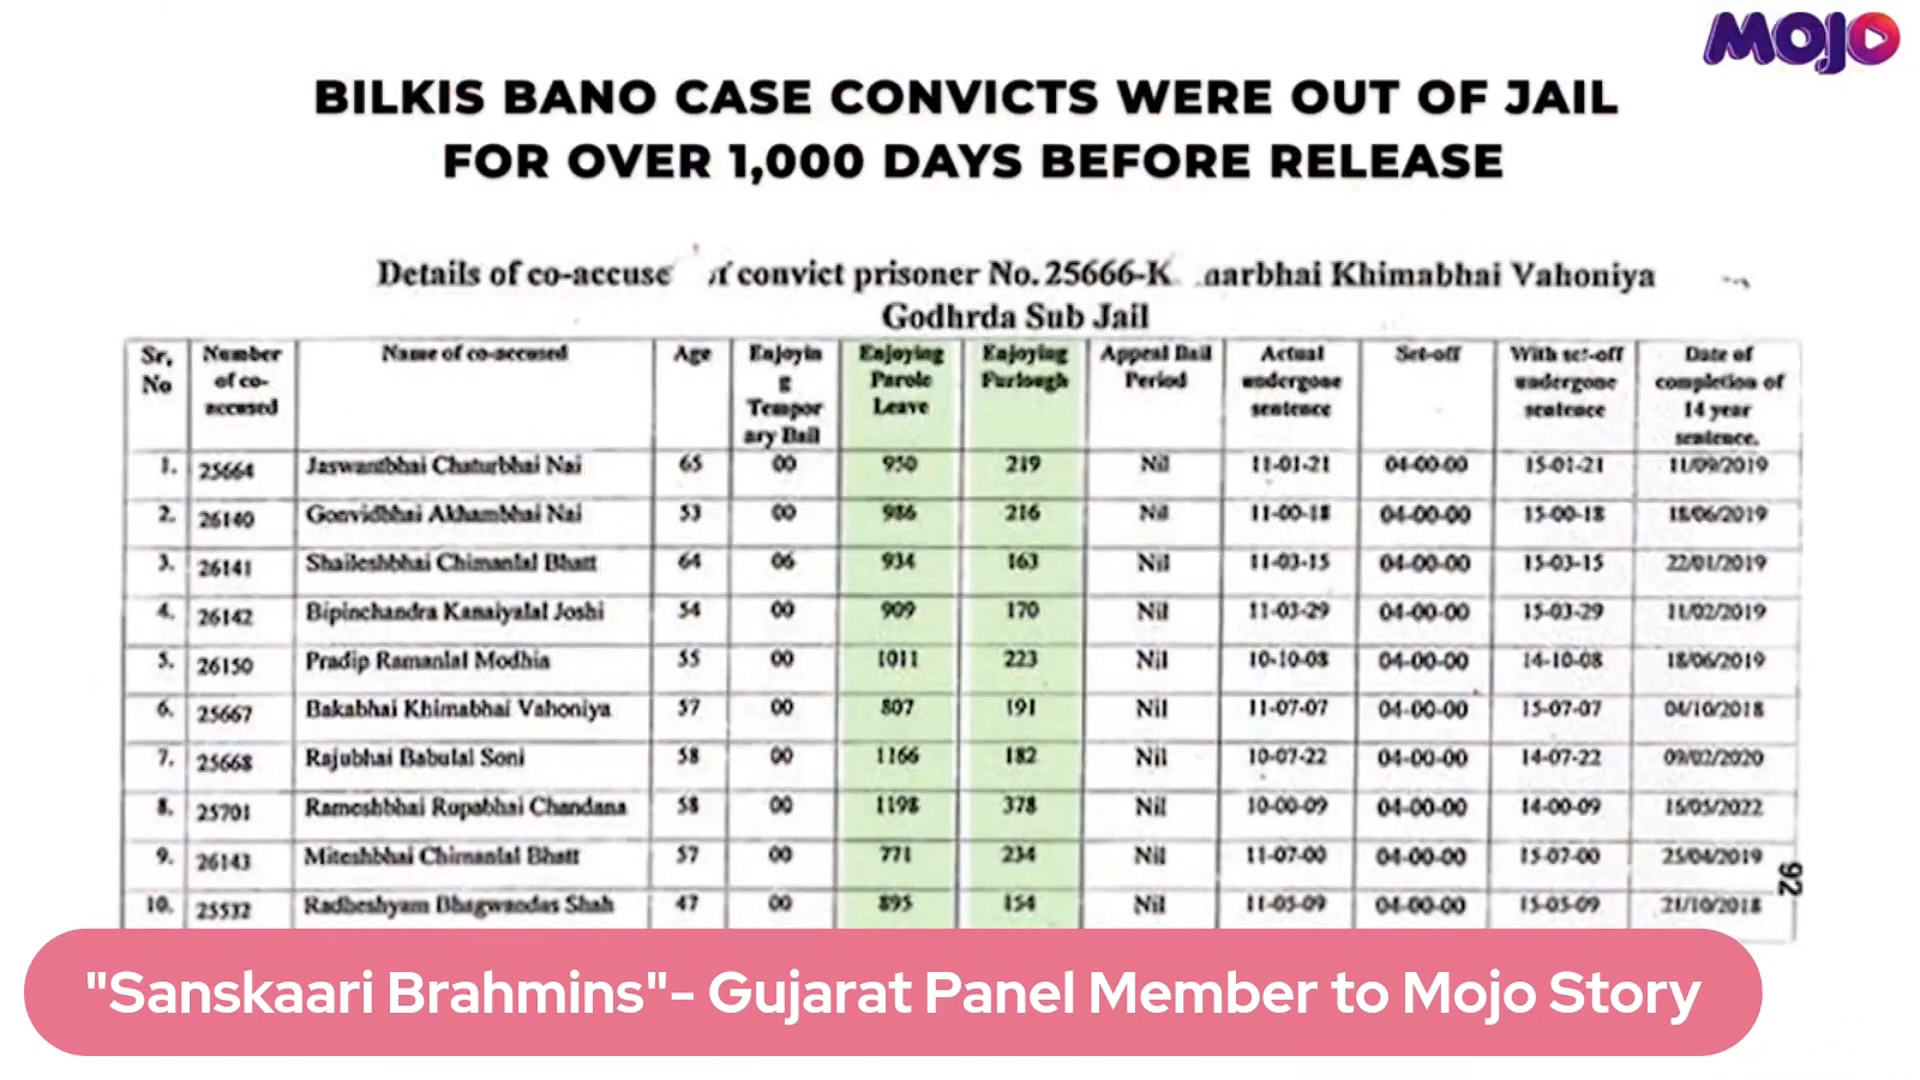 MOJO
BILKIS BANO CASE CONVICTS WERE OUT OF JAIL
FOR OVER 1,000 DAYS BEFORE RELEASE
Details of co-accuse convict prisoner No. 25666-K aarbhai Khimabhai Vahoniya
Godhrda Sub Jail
Sr. No Number of co-accused Name of co-accused Age Enjoyin g Tempor ary Bail Enjoying Parole Leave Enjoying Furlough Appeal Bail Period Actual undergone sentence Set-off With set-off undergone sentence Date of completion of 14 year sentence.
1. 25664 Jaswantbhai Chaturbhai Nai 65 00 950 219 Nil 11-01-21 04-00-00 15-01-21 11/09/2019
2. 26140 Gonvidbhai Akhambhai Nai 53 00 986 216 Nil 11-00-18 04-00-00 15-00-18 18/06/2019
3. 26141 Shaileshbhai Chimanlal Bhatt 64 06 934 163 Nil 11-03-15 04-00-00 15-03-15 22/01/2019
4. 26142 Bipinchandra Kanaiyalal Joshi 54 00 909 170 Nil 11-03-29 04-00-00 15-03-29 11/02/2019
5. 26150 Pradip Ramanlal Modhia 55 00 1011 223 Nil 10-10-08 04-00-00 14-10-08 18/06/2019
6. 25667 Bakabhai Khimabhai Vahoniya 57 00 807 191 Nil 11-07-07 04-00-00 15-07-07 04/10/2018
7. 25668 Rajubhai Babulal Soni 58 00 1166 182 Nil 10-07-22 04-00-00 14-07-22 09/02/2020
8. 25701 Rameshbhai Rupabhai Chandana 58 00 1198 378 Nil 10-00-09 04-00-00 14-00-09 15/05/2022
9. 26143 Miteshbhai Chimanlal Bhatt 57 00 771 234 Nil 11-07-00 04-00-00 15-07-00 25/04/2019
10. 25532 Radheshyam Bhagwandas Shah 47 00 895 154 Nil 11-05-09 04-00-00 15-05-09 21/10/2018
92
"Sanskaari Brahmins"- Gujarat Panel Member to Mojo Story